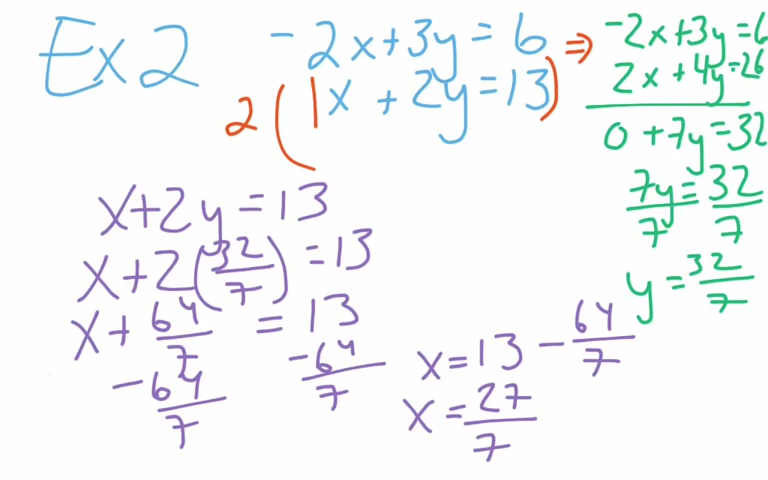 Ex 2
-2x+3y=6 ⇒
2(1x + 2y=13)
-2x+3y=6
2x+4y=26
0+7y=32
7y/7=32/7
y=32/7
x+2y=13
x+2(32/7)=13
x+64/7=13
-64/7 -64/7
x=13-64/7
x=27/7